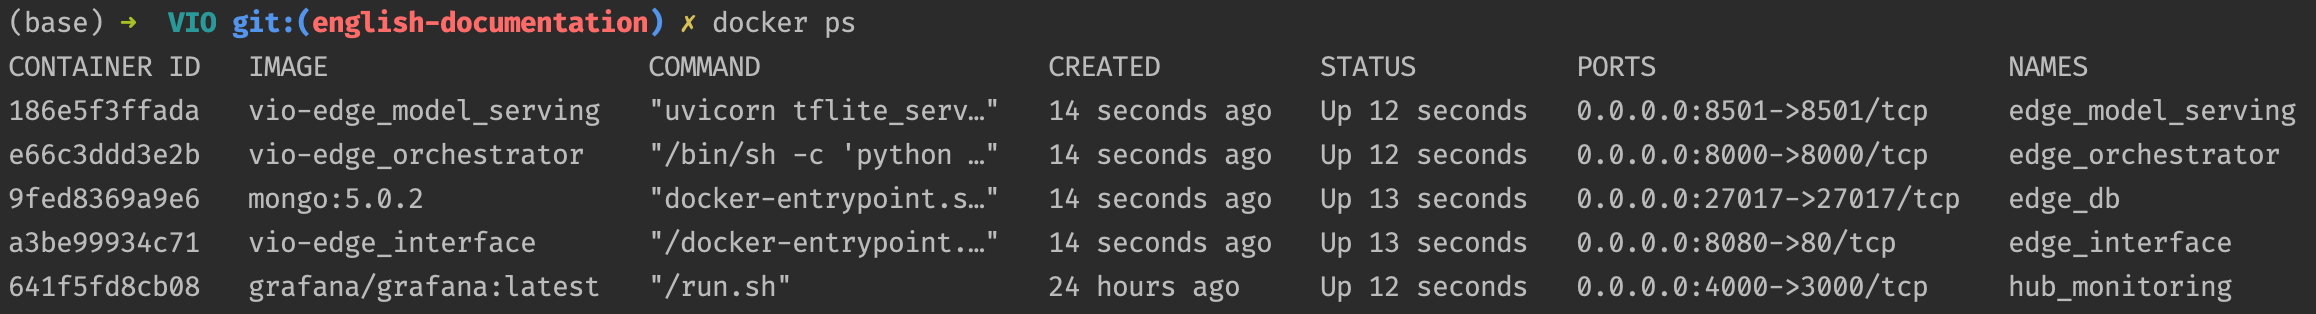 (base) ➜  VIO git:(english-documentation) ✗ docker ps
CONTAINER ID   IMAGE                    COMMAND                  CREATED          STATUS          PORTS                      NAMES
186e5f3ffada   vio-edge_model_serving   "uvicorn tflite_serv…"   14 seconds ago   Up 12 seconds   0.0.0.0:8501->8501/tcp     edge_model_serving
e66c3ddd3e2b   vio-edge_orchestrator    "/bin/sh -c 'python …"   14 seconds ago   Up 12 seconds   0.0.0.0:8000->8000/tcp     edge_orchestrator
9fed8369a9e6   mongo:5.0.2              "docker-entrypoint.s…"   14 seconds ago   Up 13 seconds   0.0.0.0:27017->27017/tcp   edge_db
a3be99934c71   vio-edge_interface       "/docker-entrypoint.…"   14 seconds ago   Up 13 seconds   0.0.0.0:8080->80/tcp       edge_interface
641f5fd8cb08   grafana/grafana:latest   "/run.sh"                24 hours ago     Up 12 seconds   0.0.0.0:4000->3000/tcp     hub_monitoring